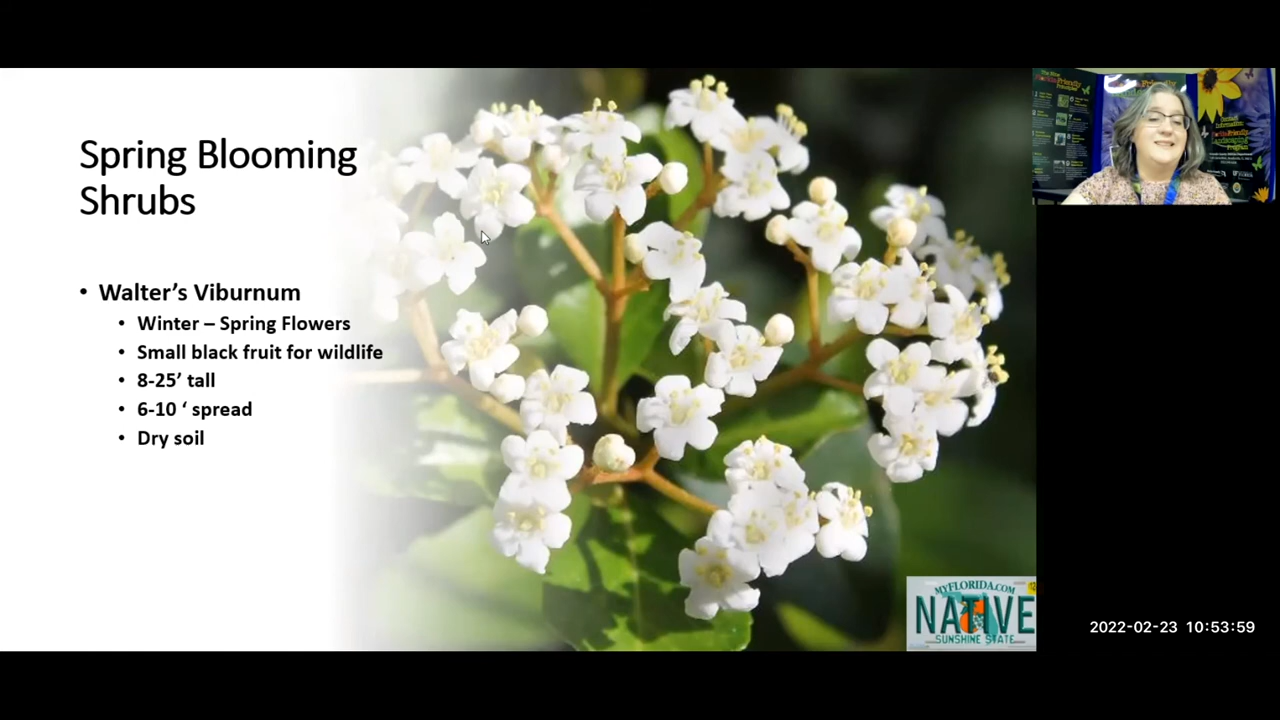 Spring Blooming
Shrubs
• Walter’s Viburnum
• Winter – Spring Flowers
• Small black fruit for wildlife
• 8-25’ tall
• 6-10 ‘ spread
• Dry soil
MYFLORIDA.COM
NATIVE
SUNSHINE STATE
2022-02-23 10:53:59